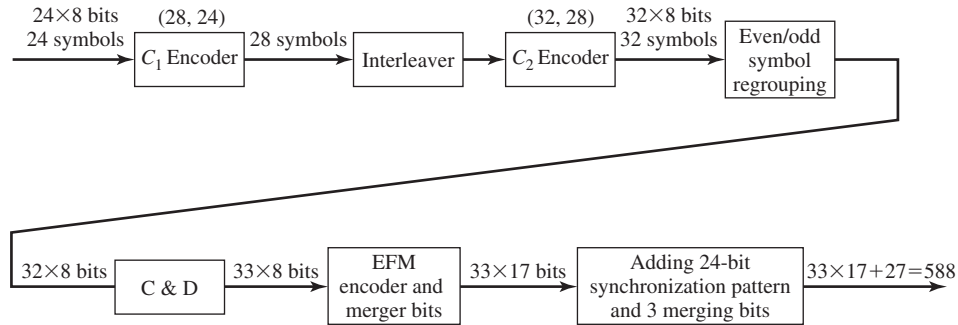 24×8 bits
24 symbols
(28, 24)
C₁ Encoder
28 symbols
Interleaver
(32, 28)
C₂ Encoder
32×8 bits
32 symbols
Even/odd
symbol
regrouping
32×8 bits
C & D
33×8 bits
EFM
encoder and
merger bits
33×17 bits
Adding 24-bit
synchronization pattern
and 3 merging bits
33×17+27=588